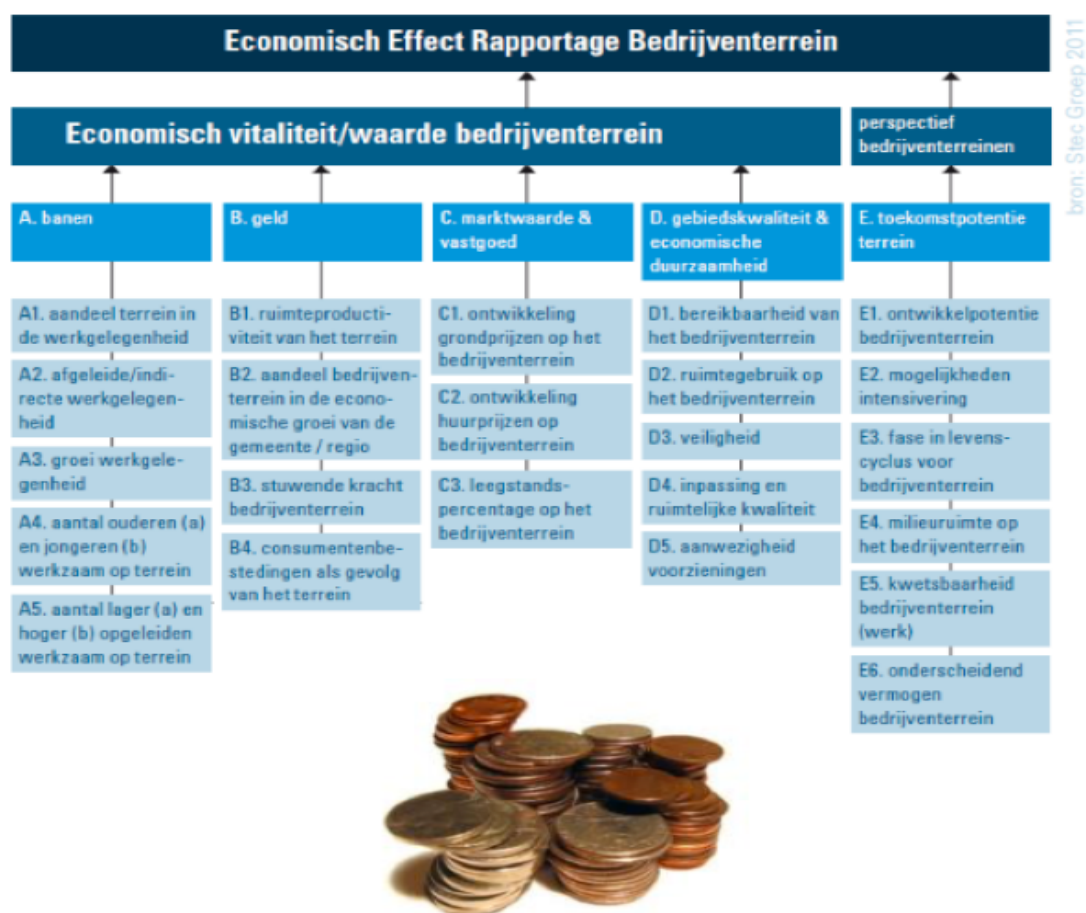 Economisch Effect Rapportage Bedrijventerrein
bron: Stec Groep 2011
Economisch vitaliteit/waarde bedrijventerrein
perspectief
bedrijventerreinen
A. banen
A1. aandeel terrein in
de werkgelegenheid
A2. afgeleide/indi-
recte werkgelegen-
heid
A3. groei werkgele-
genheid
A4. aantal ouderen (a)
en jongeren (b)
werkzaam op terrein
A5. aantal lager (a) en
hoger (b) opgeleiden
werkzaam op terrein
B. geld
B1. ruimteproducti-
viteit van het terrein
B2. aandeel bedrijven-
terrein in de econo-
mische groei van de
gemeente / regio
B3. stuwende kracht
bedrijventerrein
B4. consumentenbe-
stedingen als gevolg
van het terrein
C. marktwaarde &
vastgoed
C1. ontwikkeling
grondprijzen op het
bedrijventerrein
C2. ontwikkeling
huurprijzen op
bedrijventerrein
C3. leegstands-
percentage op het
bedrijventerrein
D. gebiedskwaliteit &
economische
duurzaamheid
D1. bereikbaarheid van
het bedrijventerrein
D2. ruimtegebruik op
het bedrijventerrein
D3. veiligheid
D4. inpassing en
ruimtelijke kwaliteit
D5. aanwezigheid
voorzieningen
E. toekomstpotentie
terrein
E1. ontwikkelpotentie
bedrijventerrein
E2. mogelijkheden
intensivering
E3. fase in levens-
cyclus voor
bedrijventerrein
E4. milieuruimte op
het bedrijventerrein
E5. kwetsbaarheid
bedrijventerrein
(werk)
E6. onderscheidend
vermogen
bedrijventerrein